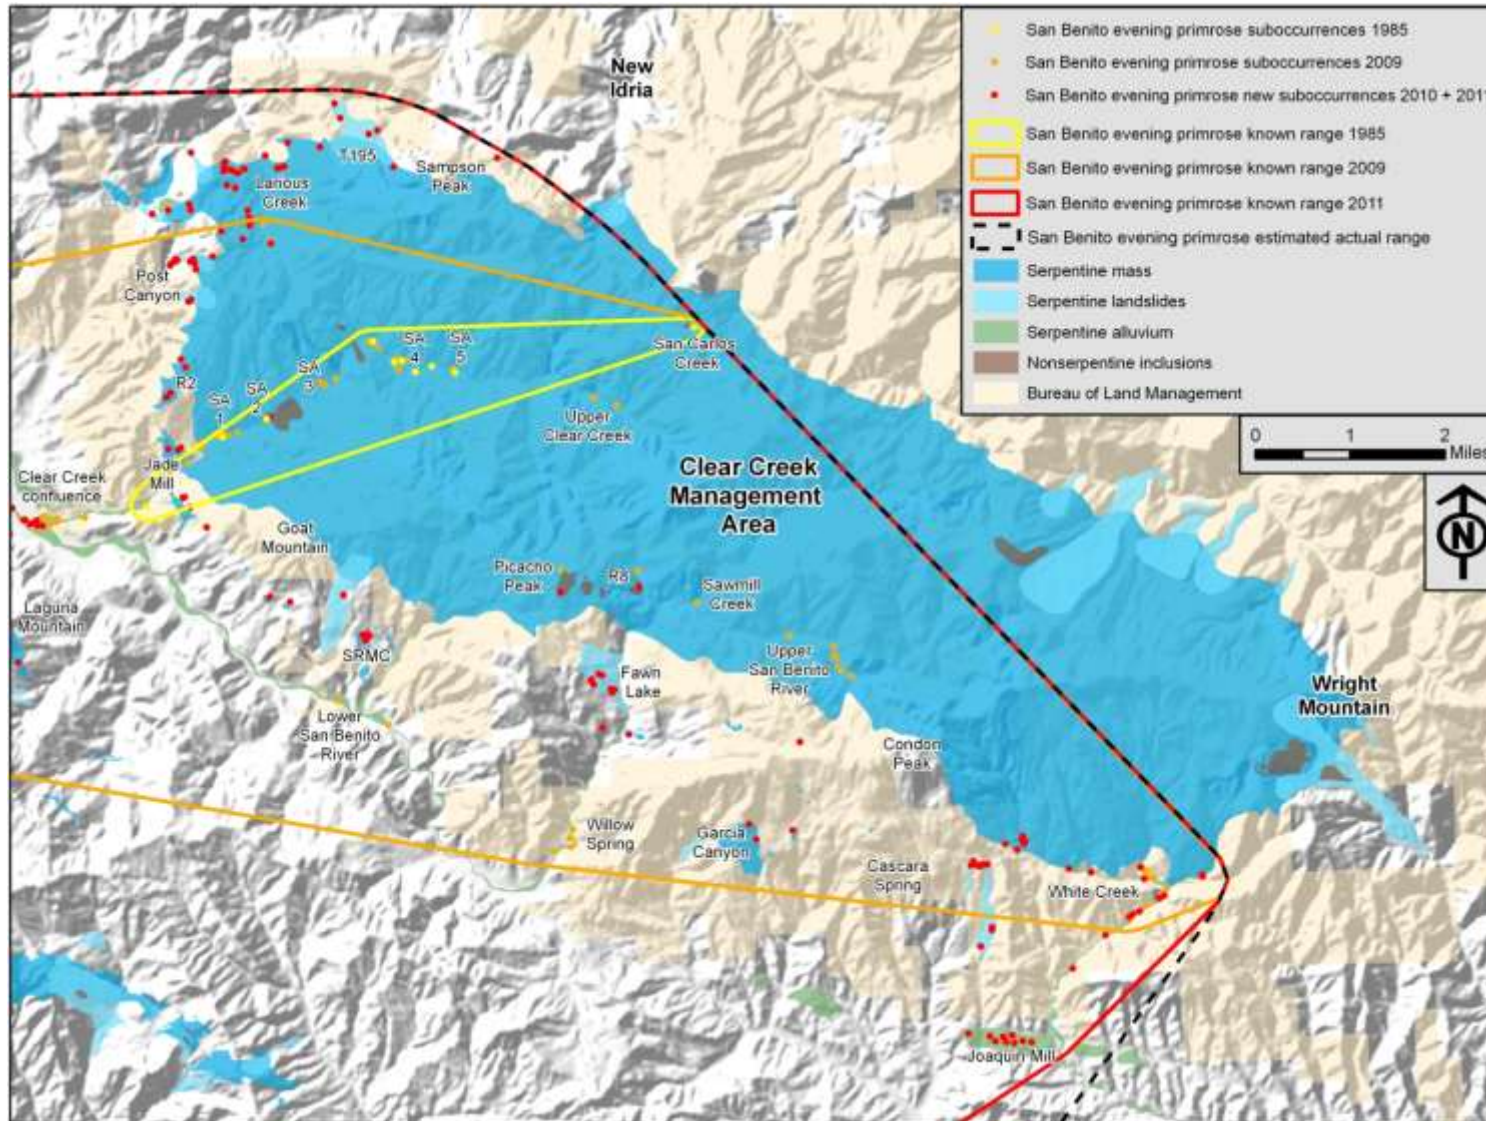 San Benito evening primrose suboccurrences 1985
San Benito evening primrose suboccurrences 2009
San Benito evening primrose new suboccurrences 2010 + 2011
San Benito evening primrose known range 1985
San Benito evening primrose known range 2009
San Benito evening primrose known range 2011
San Benito evening primrose estimated actual range
Serpentine mass
Serpentine landslides
Serpentine alluvium
Nonserpentine inclusions
Bureau of Land Management
0 1 2
Miles
N
New
Idria
T195
Sampson
Peak
Larious
Creek
Post
Canyon
San Carlos
Creek
SA
4
SA
5
SA
3
SA
2
SA
1
R2
Upper
Clear Creek
Jade
Mill
Clear Creek
confluence
Clear Creek
Management
Area
Goat
Mountain
Picacho
Peak
R8
Sawmill
Creek
Laguna
Mountain
SRMC
Fawn
Lake
Upper
San Benito
River
Wright
Mountain
Lower
San Benito
River
Condon
Peak
Willow
Spring
Garcia
Canyon
Cascara
Spring
White Creek
Joaquin Mill